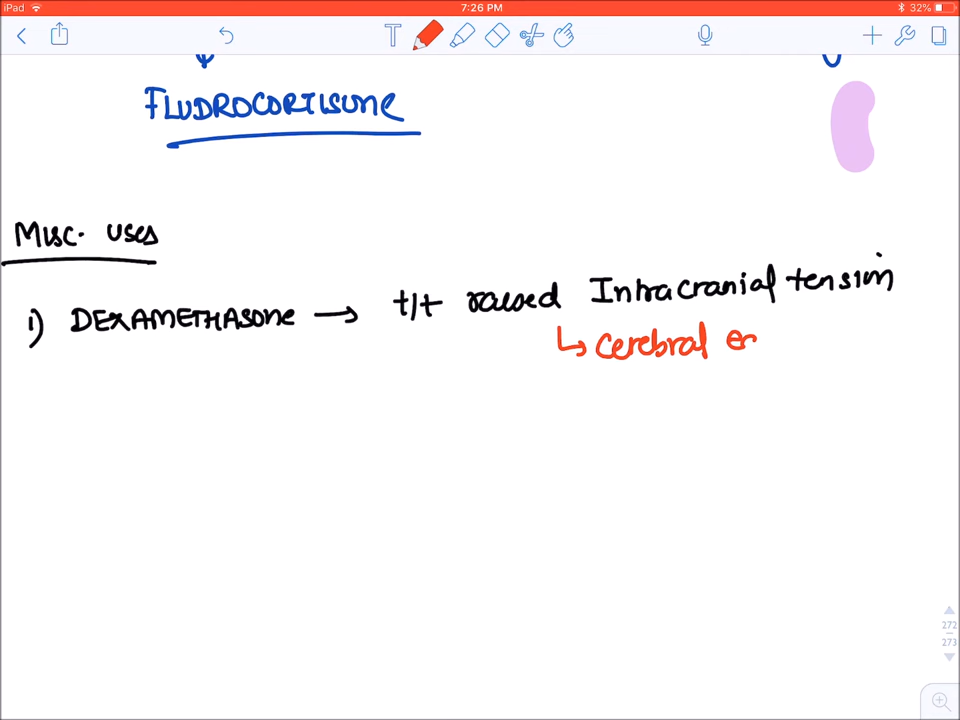 iPad 7:26 PM 32%
T
FLUDROCORTISONE
Misc. uses
1) DEXAMETHASONE → t/t raised Intracranial tension
↳ Cerebral
272
273